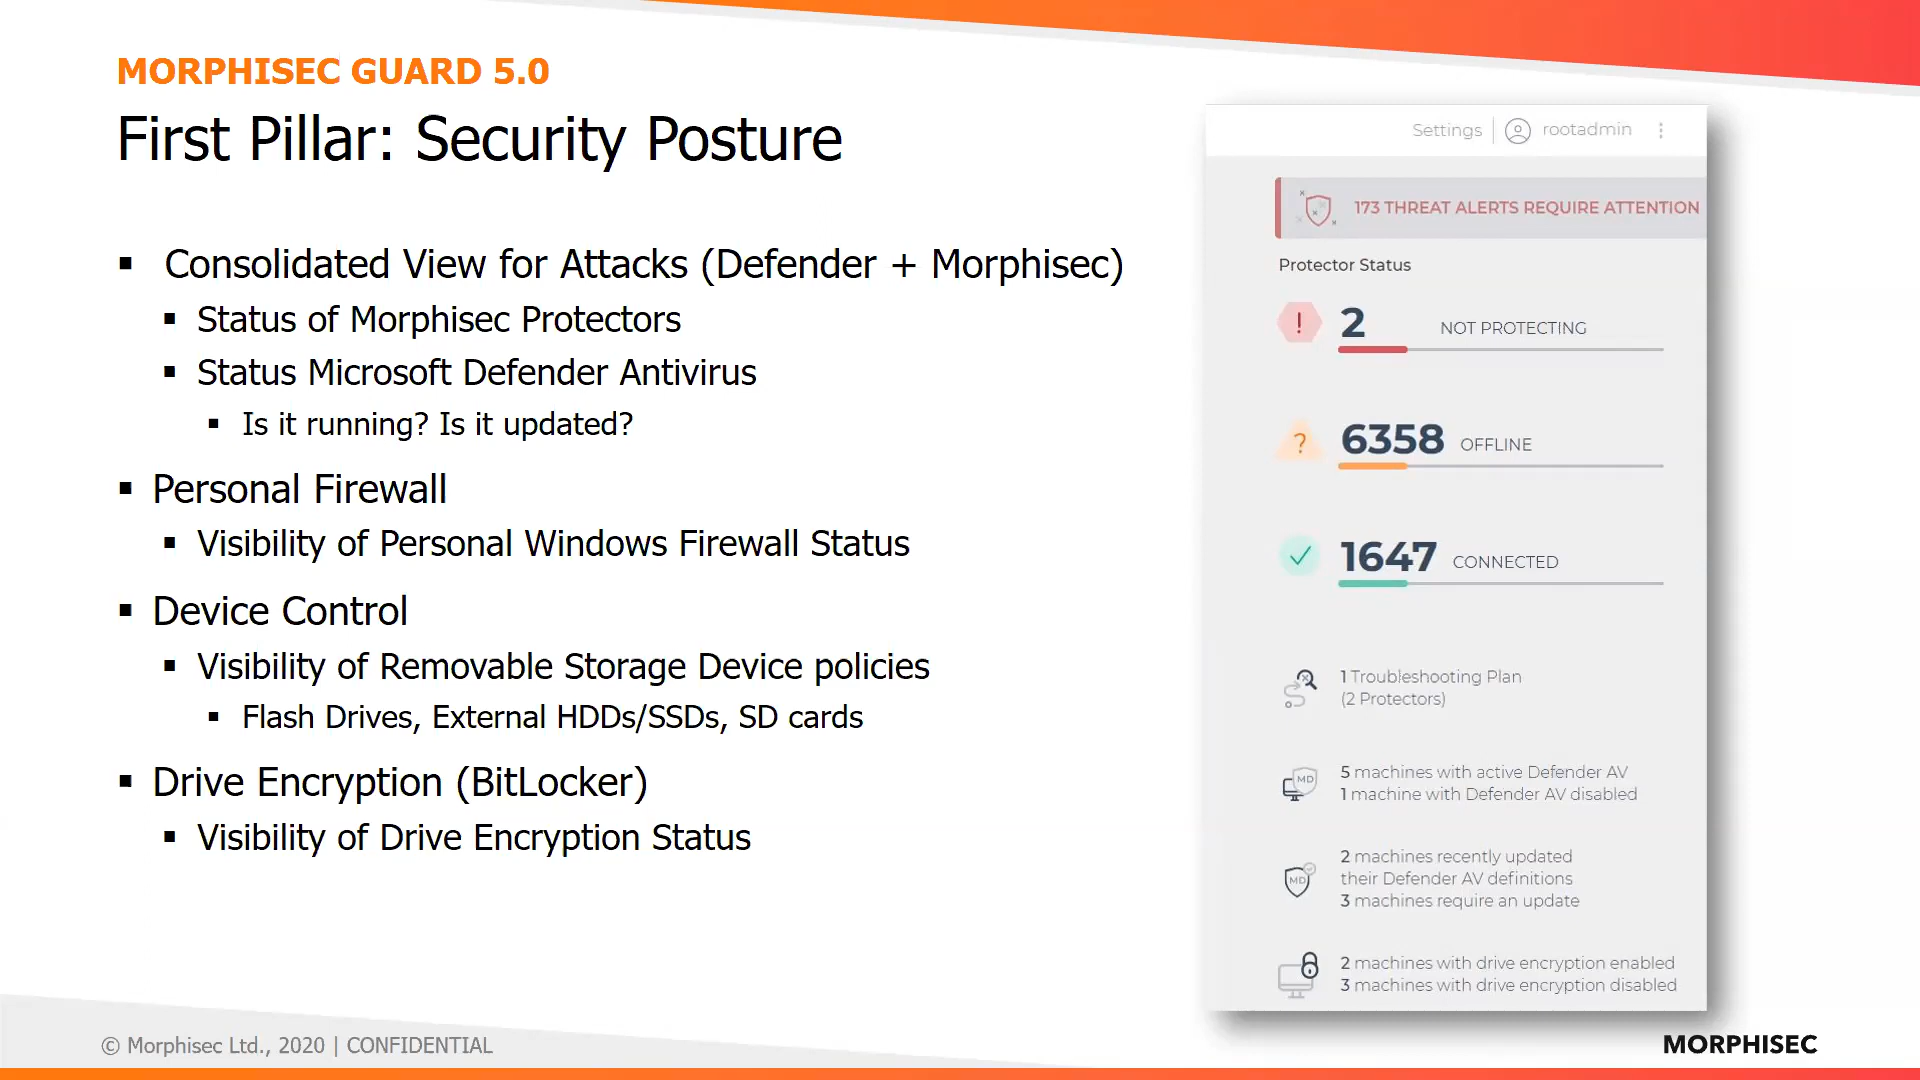 MORPHISEC GUARD 5.0
First Pillar: Security Posture
▪ Consolidated View for Attacks (Defender + Morphisec)
▪ Status of Morphisec Protectors
▪ Status Microsoft Defender Antivirus
▪ Is it running? Is it updated?
▪ Personal Firewall
▪ Visibility of Personal Windows Firewall Status
▪ Device Control
▪ Visibility of Removable Storage Device policies
▪ Flash Drives, External HDDs/SSDs, SD cards
▪ Drive Encryption (BitLocker)
▪ Visibility of Drive Encryption Status
Settings rootadmin
173 THREAT ALERTS REQUIRE ATTENTION
Protector Status
! 2 NOT PROTECTING
? 6358 OFFLINE
1647 CONNECTED
1 Troubleshooting Plan
(2 Protectors)
MD
5 machines with active Defender AV
1 machine with Defender AV disabled
MD
2 machines recently updated
their Defender AV definitions
3 machines require an update
2 machines with drive encryption enabled
3 machines with drive encryption disabled
© Morphisec Ltd., 2020 | CONFIDENTIAL
MORPHISEC